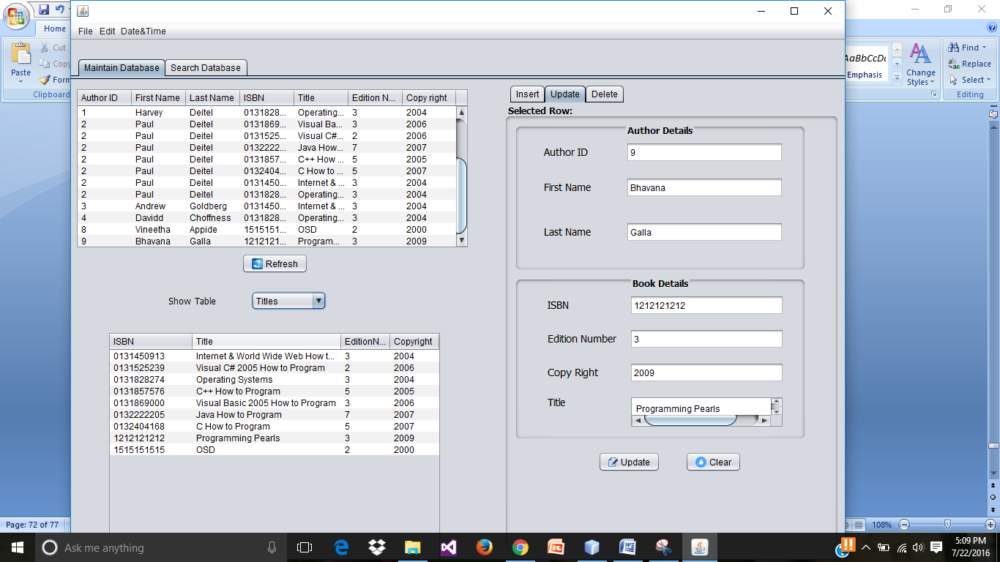 Home
Cut
Copy
Form
Paste
Clipboard
File Edit Date&Time
Maintain Database Search Database
Author ID First Name Last Name ISBN Title Edition N... Copy right
1 Harvey Deitel 0131828... Operating... 3 2004
2 Paul Deitel 0131869... Visual Ba... 3 2006
2 Paul Deitel 0131525... Visual C#... 2 2006
2 Paul Deitel 0132222... Java How... 7 2007
2 Paul Deitel 0131857... C++ How ... 5 2005
2 Paul Deitel 0132404... C How to ... 5 2007
2 Paul Deitel 0131450... Internet & ... 3 2004
2 Paul Deitel 0131828... Operating... 3 2004
3 Andrew Goldberg 0131450... Internet & ... 3 2004
4 Davidd Choffness 0131828... Operating... 3 2004
8 Vineetha Appide 1515151... OSD 2 2000
9 Bhavana Galla 1212121... Program... 3 2009
Refresh
Show Table Titles
ISBN Title EditionN... Copyright
0131450913 Internet & World Wide Web How t... 3 2004
0131525239 Visual C# 2005 How to Program 2 2006
0131828274 Operating Systems 3 2004
0131857576 C++ How to Program 5 2005
0131869000 Visual Basic 2005 How to Program 3 2006
0132222205 Java How to Program 7 2007
0132404168 C How to Program 5 2007
1212121212 Programming Pearls 3 2009
1515151515 OSD 2 2000
Insert Update Delete
Selected Row:
Author Details
Author ID 9
First Name Bhavana
Last Name Galla
Book Details
ISBN 1212121212
Edition Number 3
Copy Right 2009
Title Programming Pearls
Update Clear
AaBbCcDc
Emphasis
Change
Styles
Find
Replace
Select
Editing
Page: 72 of 77
108%
Ask me anything
5:09 PM
7/22/2016